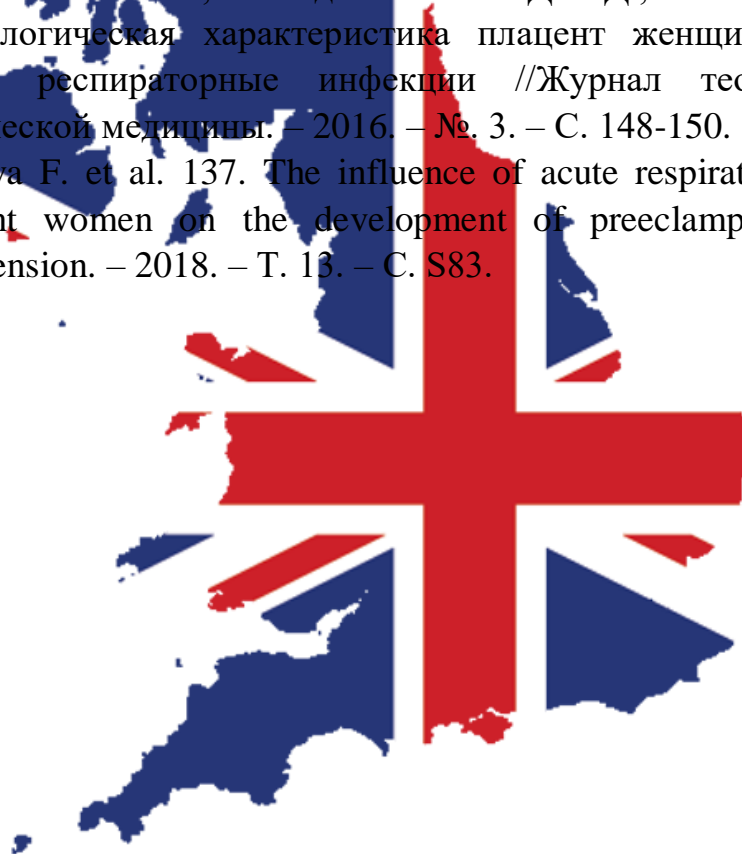 логическая характеристика плацент женщи
респираторные инфекции //Журнал тео
ческой медицины. – 2016. – №. 3. – С. 148-150.
va F. et al. 137. The influence of acute respirat
nt women on the development of preeclamp
ension. – 2018. – Т. 13. – С. S83.